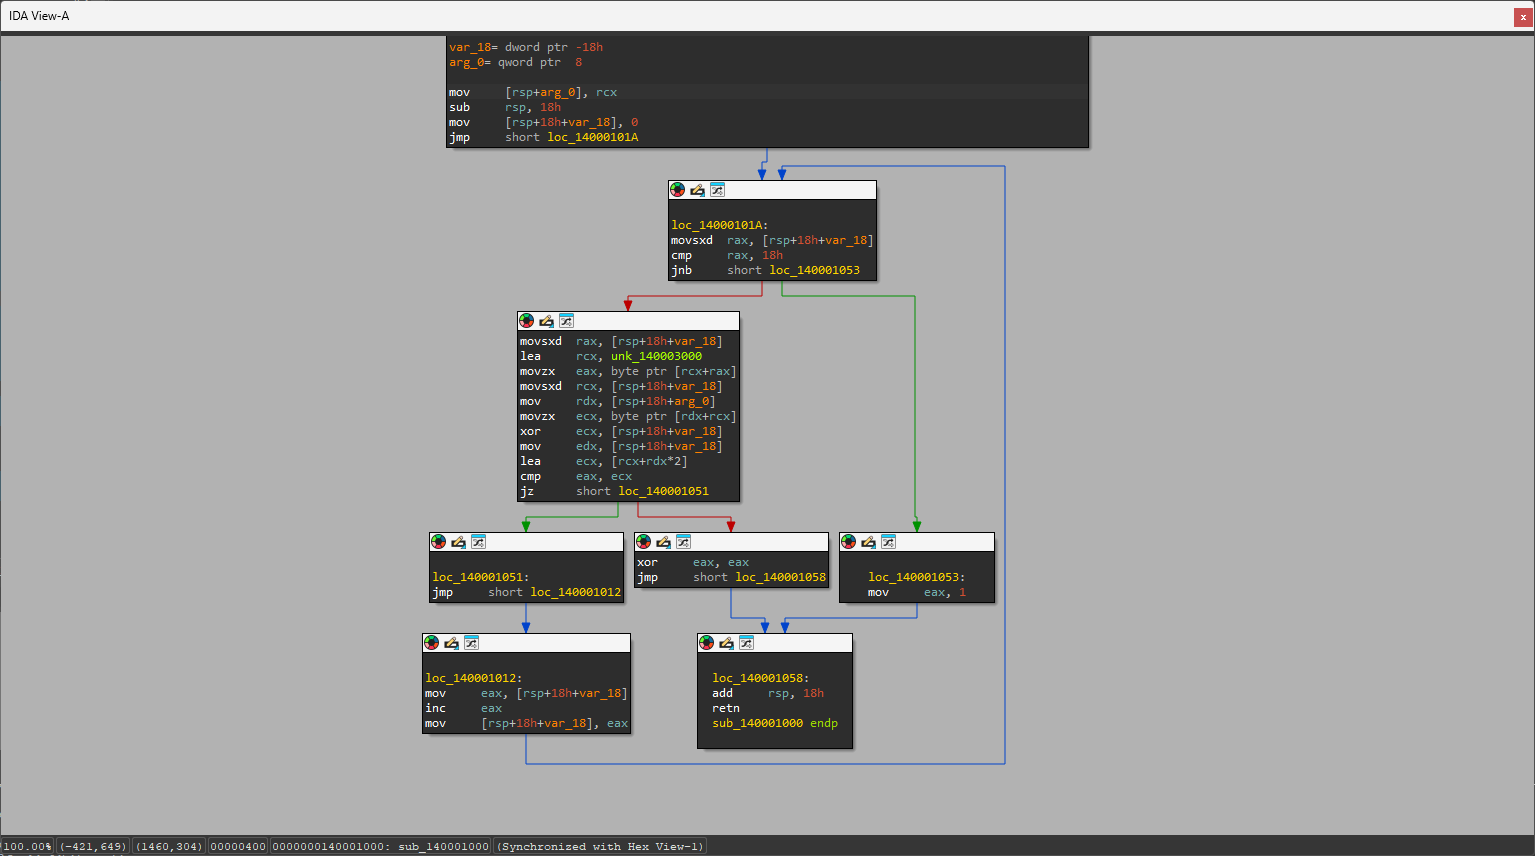 IDA View-A
x
var_18= dword ptr -18h
arg_0= qword ptr  8
mov     [rsp+arg_0], rcx
sub     rsp, 18h
mov     [rsp+18h+var_18], 0
jmp     short loc_14000101A
loc_14000101A:
movsxd  rax, [rsp+18h+var_18]
cmp     rax, 18h
jnb     short loc_140001053
movsxd  rax, [rsp+18h+var_18]
lea     rcx, unk_140003000
movzx   eax, byte ptr [rcx+rax]
movsxd  rcx, [rsp+18h+var_18]
mov     rdx, [rsp+18h+arg_0]
movzx   ecx, byte ptr [rdx+rcx]
xor     ecx, [rsp+18h+var_18]
mov     edx, [rsp+18h+var_18]
lea     ecx, [rcx+rdx*2]
cmp     eax, ecx
jz      short loc_140001051
loc_140001051:
jmp     short loc_140001012
xor     eax, eax
jmp     short loc_140001058
loc_140001053:
mov     eax, 1
loc_140001012:
mov     eax, [rsp+18h+var_18]
inc     eax
mov     [rsp+18h+var_18], eax
loc_140001058:
add     rsp, 18h
retn
sub_140001000 endp
100.00% (-421,649) (1460,304) 00000400 0000000140001000: sub_140001000 (Synchronized with Hex View-1)